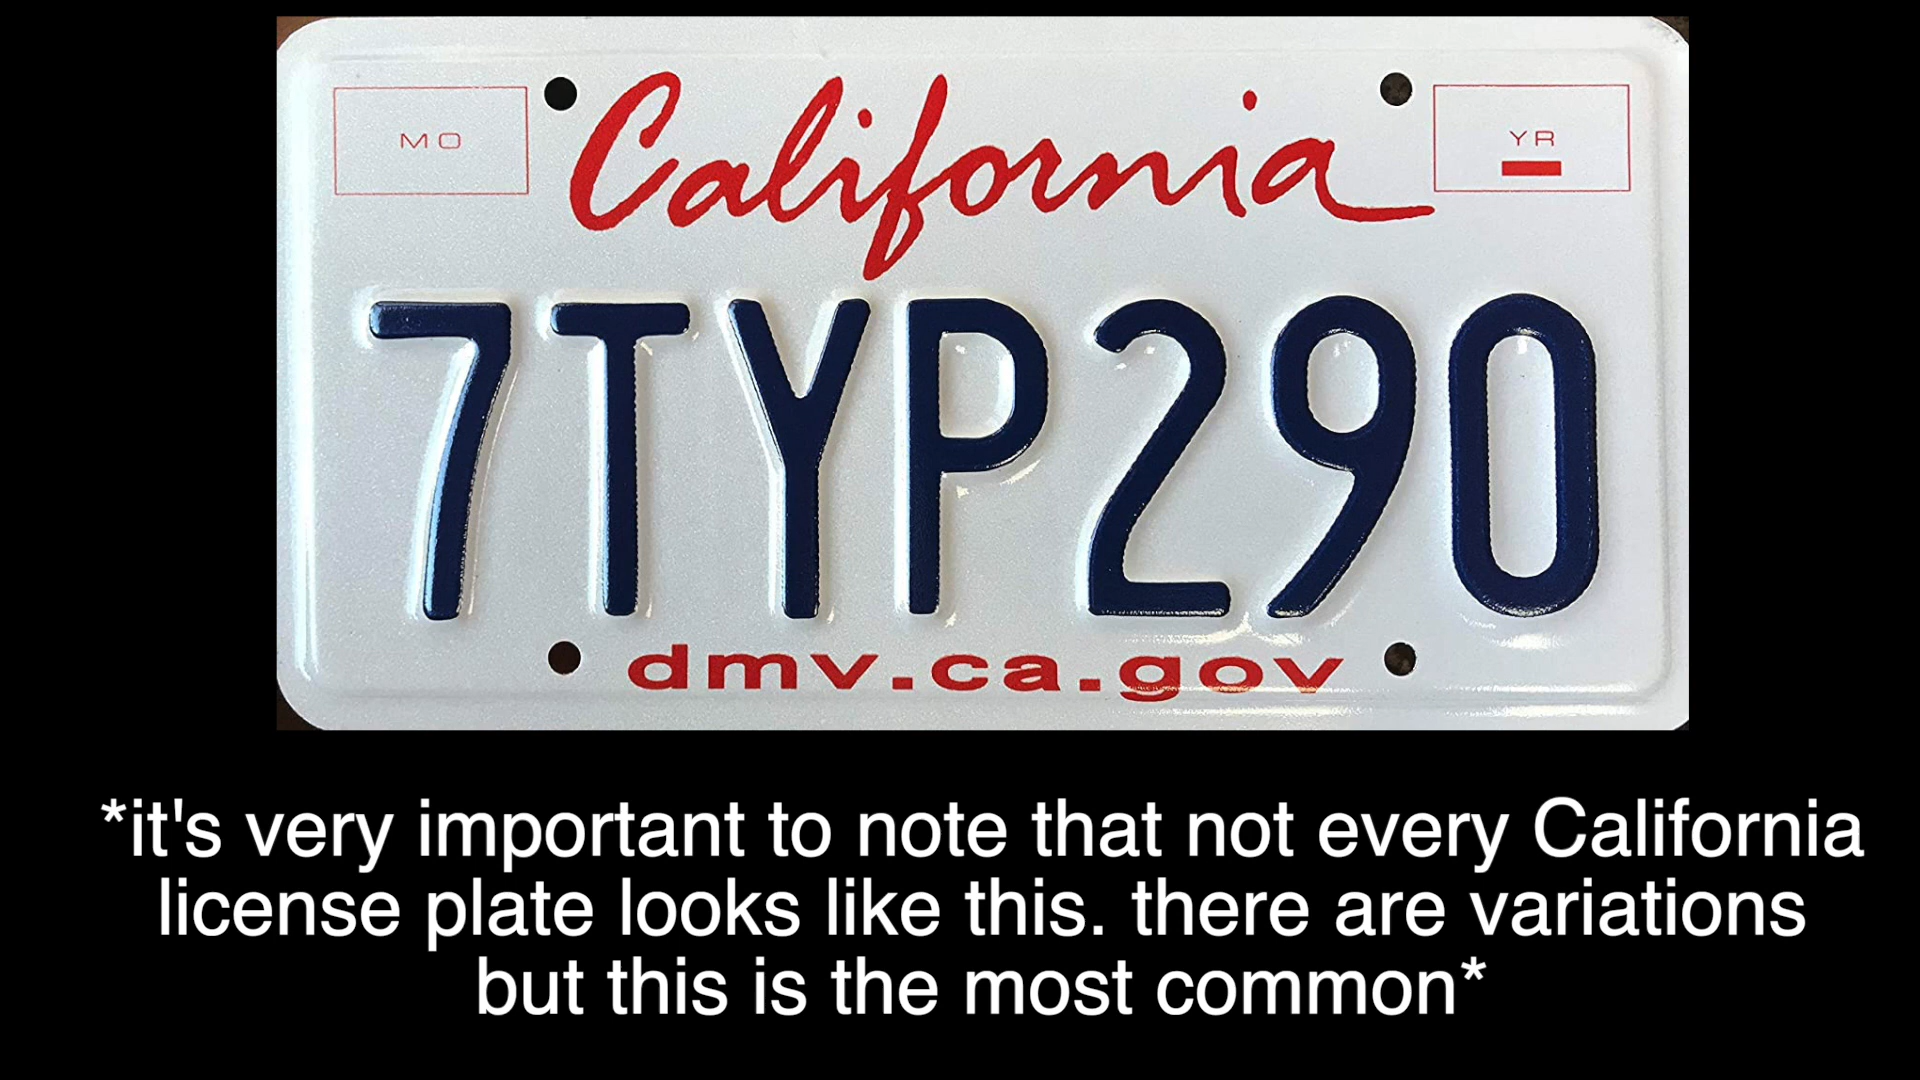 MO
California
YR
7TYP290
dmv.ca.gov
*it's very important to note that not every California
license plate looks like this. there are variations
but this is the most common*